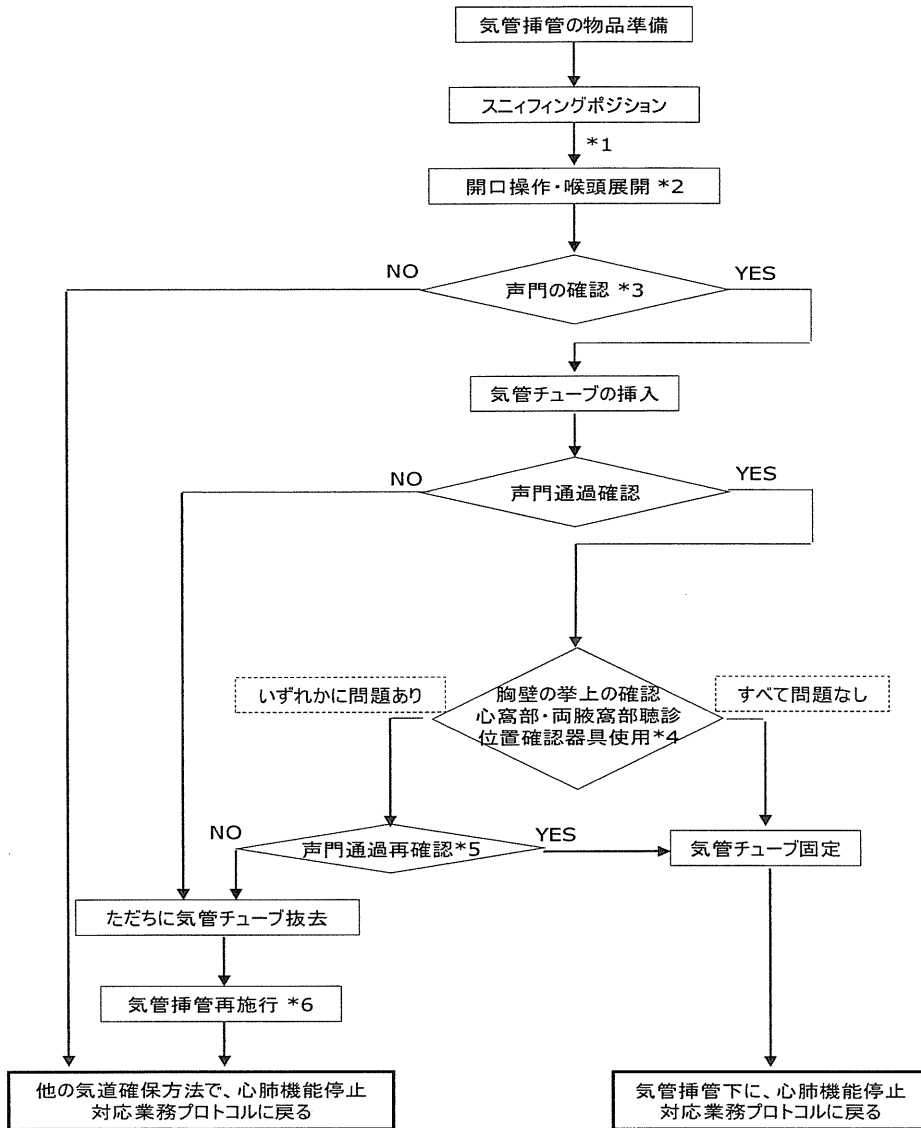 気管挿管の物品準備
スニィフィングポジション
*1
開口操作・喉頭展開 *2
NO
YES
声門の確認 *3
気管チューブの挿入
NO
YES
声門通過確認
いずれかに問題あり
すべて問題なし
胸壁の挙上の確認
心窩部・両腋窩部聴診
位置確認器具使用*4
NO
YES
声門通過再確認*5
気管チューブ固定
ただちに気管チューブ抜去
気管挿管再施行 *6
他の気道確保方法で、心肺機能停止
対応業務プロトコルに戻る
気管挿管下に、心肺機能停止
対応業務プロトコルに戻る